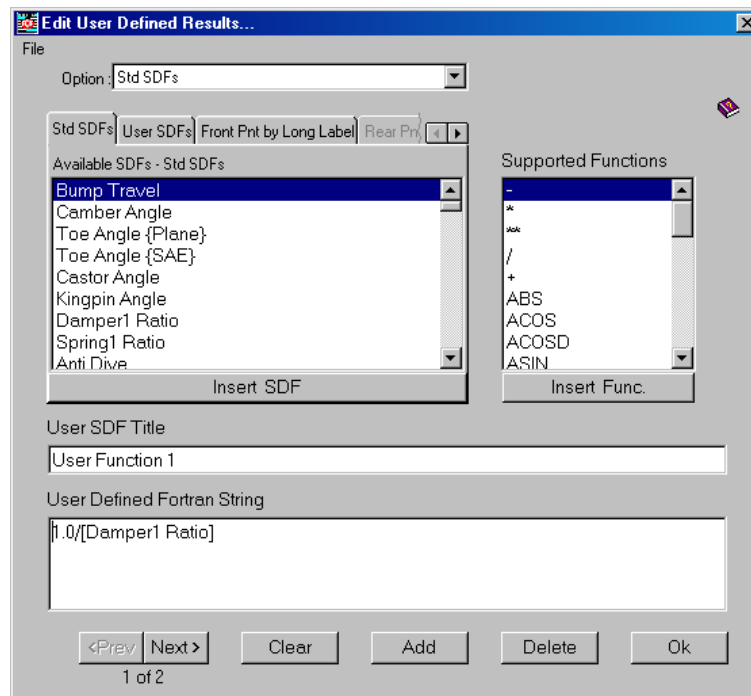 Edit User Defined Results...
File
Option : Std SDFs
Std SDFs User SDFs Front Pnt by Long Label Rear Pn
Available SDFs - Std SDFs
Bump Travel
Camber Angle
Toe Angle {Plane}
Toe Angle {SAE}
Castor Angle
Kingpin Angle
Damper1 Ratio
Spring1 Ratio
Anti Dive
Insert SDF
Supported Functions
-
*
**
/
+
ABS
ACOS
ACOSD
ASIN
Insert Func.
User SDF Title
User Function 1
User Defined Fortran String
1.0/[Damper1 Ratio]
<Prev Next> Clear Add Delete Ok
1 of 2